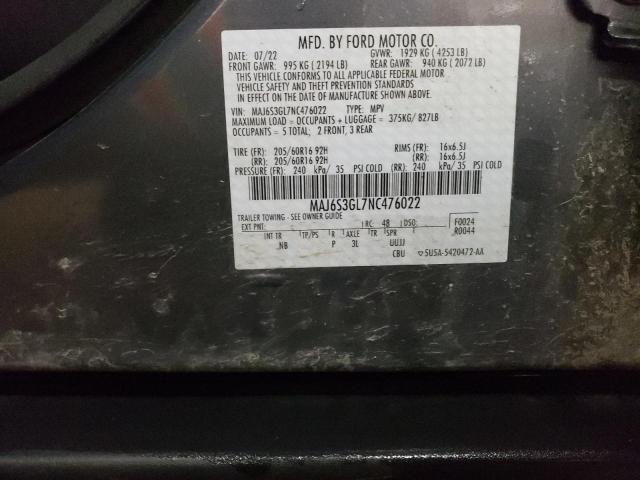 MFD. BY FORD MOTOR CO.
DATE: 07/22 GVWR: 1929 KG (4253 LB)
FRONT GAWR: 995 KG (2194 LB) REAR GAWR: 940 KG (2072 LB)
THIS VEHICLE CONFORMS TO ALL APPLICABLE FEDERAL MOTOR
VEHICLE SAFETY AND THEFT PREVENTION STANDARDS
IN EFFECT ON THE DATE OF MANUFACTURE SHOWN ABOVE.
VIN: MAJ6S3GL7NC476022 TYPE: MPV
MAXIMUM LOAD = OCCUPANTS + LUGGAGE = 375KG/ 827LB
OCCUPANTS = 5 TOTAL; 2 FRONT, 3 REAR
TIRE (FR): 205/60R16 92H RIMS (FR): 16x6.5J
(RR): 205/60R16 92H (RR): 16x6.5J
PRESSURE (FR): 240 kPa/ 35 PSI COLD (RR): 240 kPa/ 35 PSI COLD
MAJ6S3GL7NC476022
TRAILER TOWING - SEE OWNER GUIDE
EXT PNT: RC: 48 DSO: F0024
INT TR TP/PS R AXLE TR SPR R0044
NB P 3L UUJJ
CBU 5U5A-5420472-AA